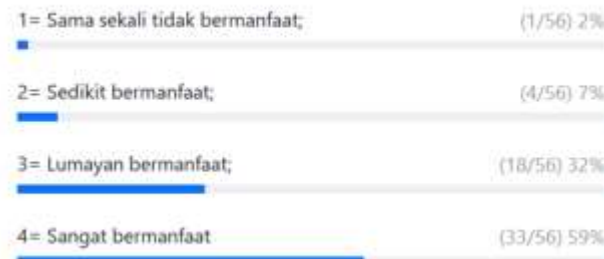 1= Sama sekali tidak bermanfaat; (1/56) 2%
2= Sedikit bermanfaat; (4/56) 7%
3= Lumayan bermanfaat; (18/56) 32%
4= Sangat bermanfaat (33/56) 59%